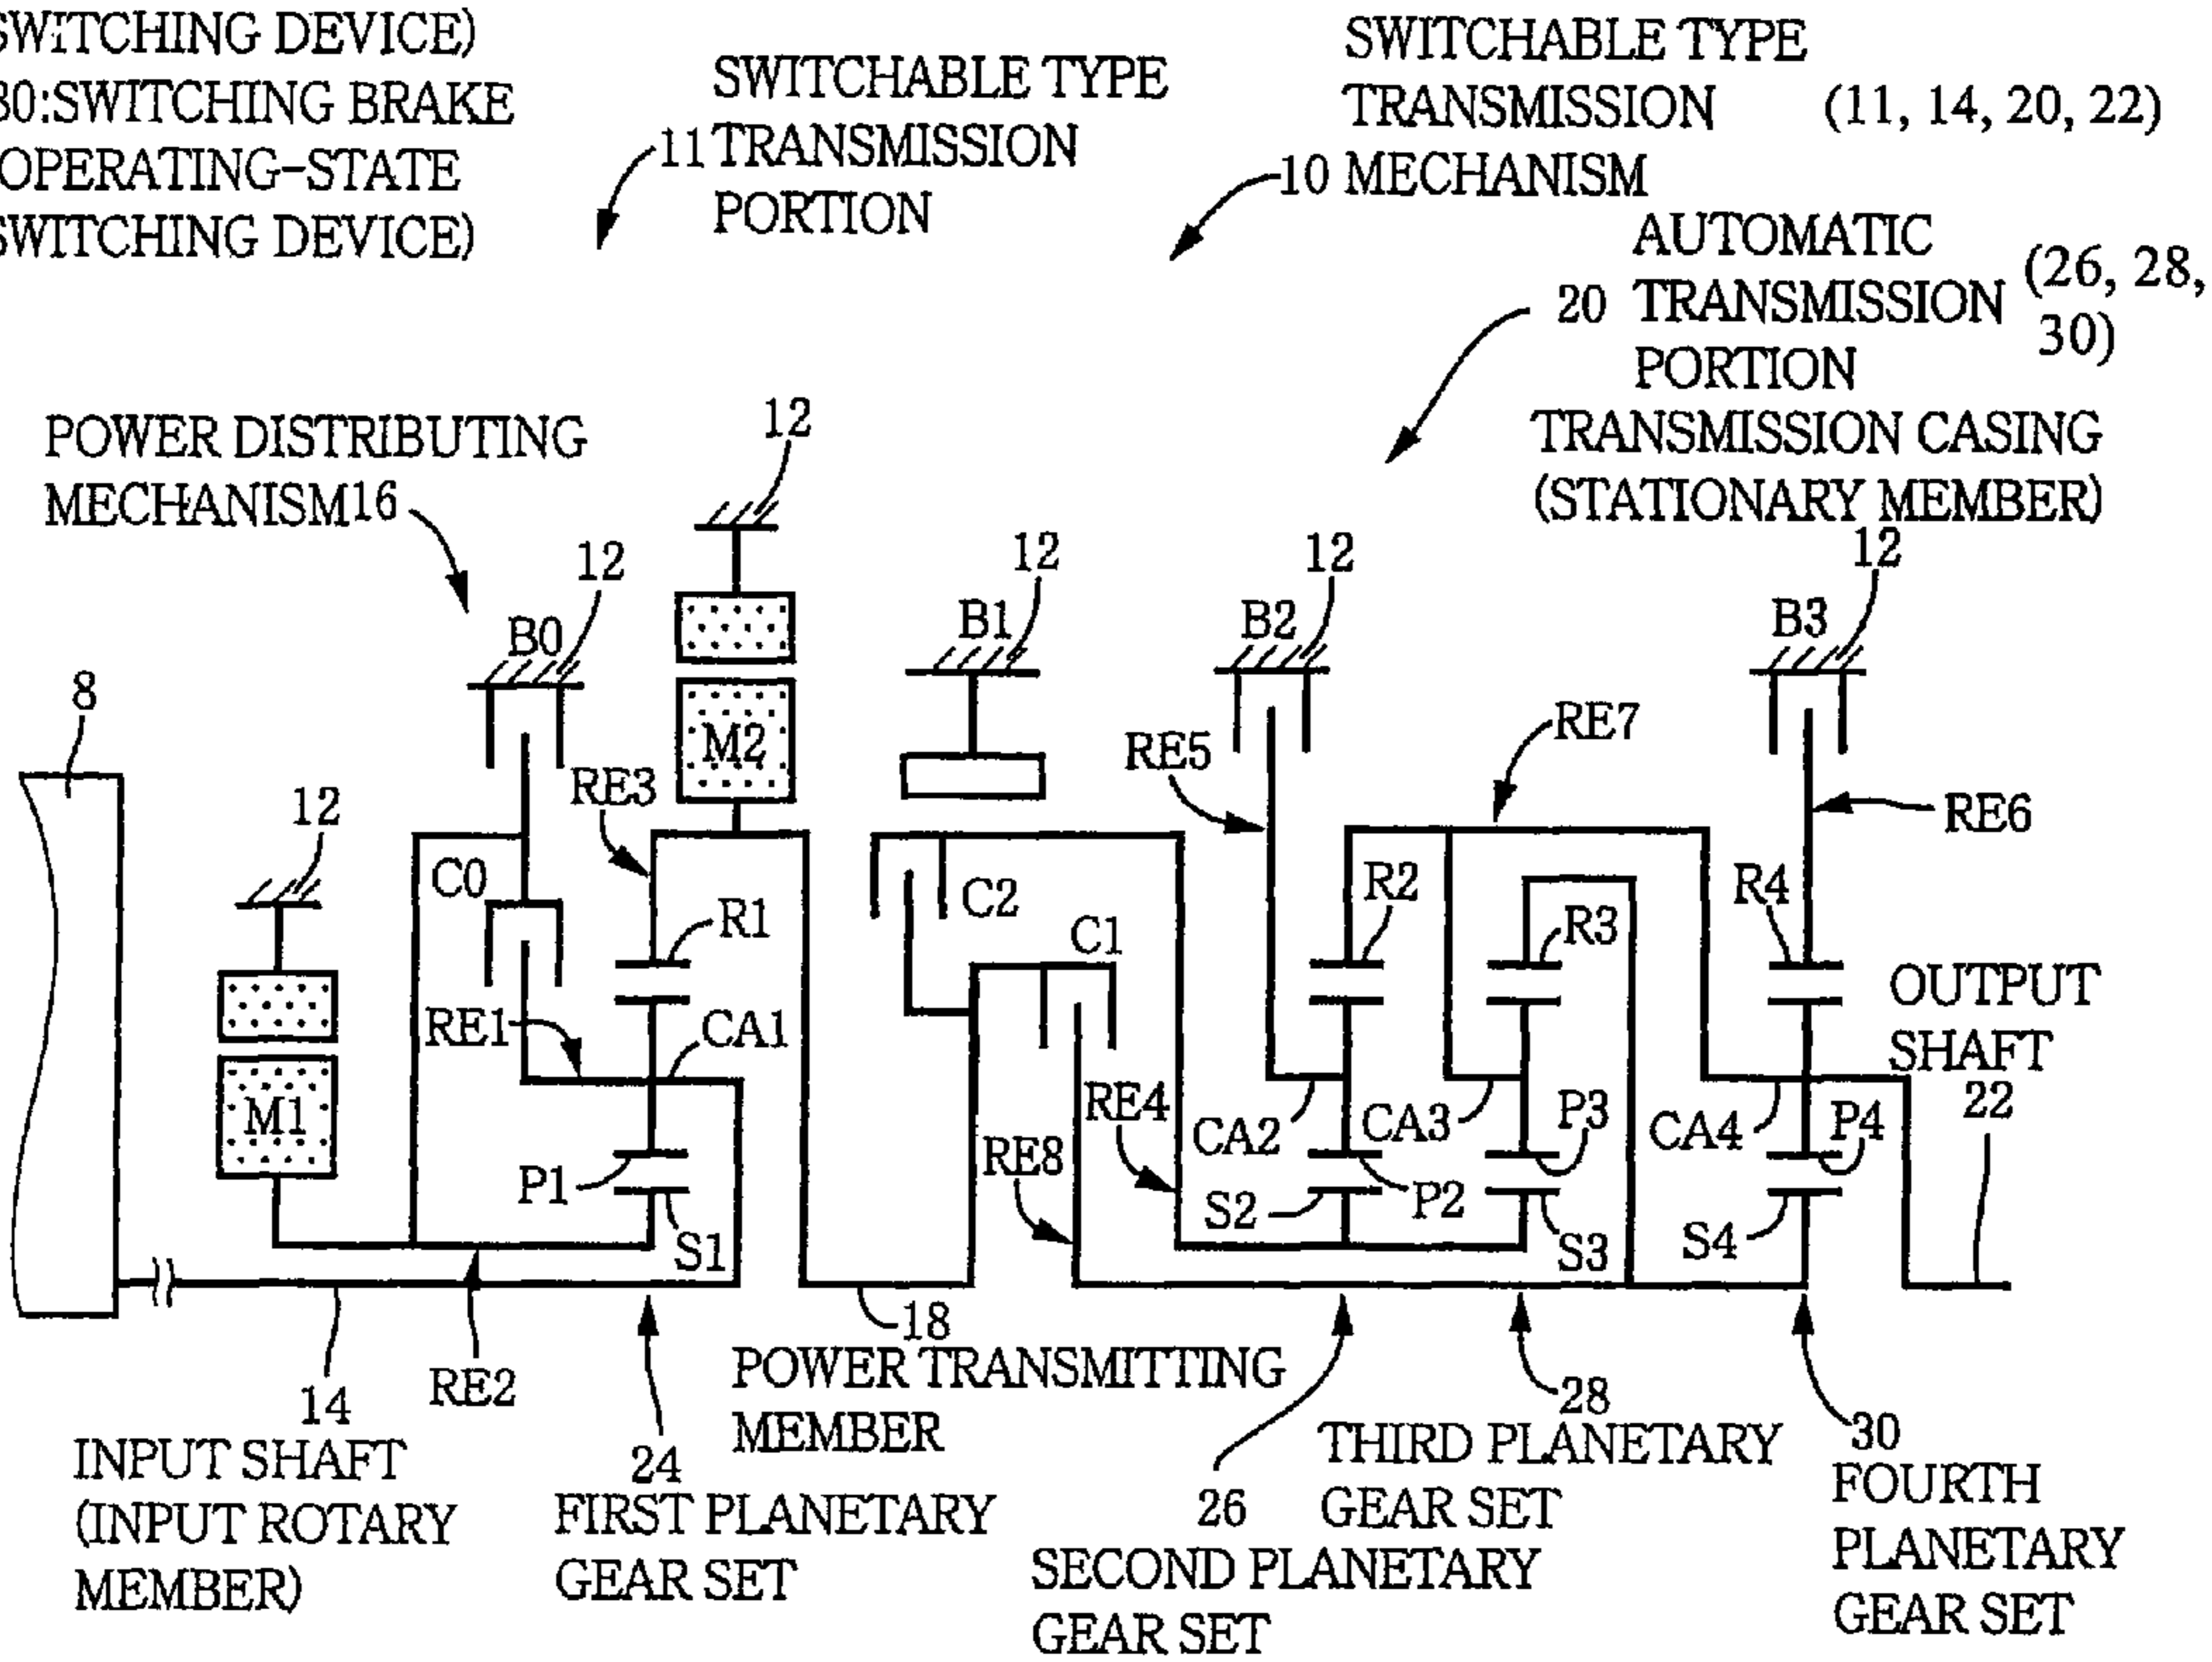 SWITCHING DEVICE)
B0:SWITCHING BRAKE
(OPERATING-STATE
SWITCHING DEVICE)
11 SWITCHABLE TYPE
TRANSMISSION
PORTION
10 SWITCHABLE TYPE
TRANSMISSION (11, 14, 20, 22)
MECHANISM
20 AUTOMATIC
TRANSMISSION (26, 28,
30)
PORTION
TRANSMISSION CASING
(STATIONARY MEMBER)
12
POWER DISTRIBUTING
MECHANISM16
12
12
12
12
12
B0
B1
B2
B3
8
M2
RE3
RE5
RE7
RE6
C0
C2
C1
R1
R2
R3
R4
M1
RE1
CA1
RE4
RE8
CA2
CA3
CA4
P1
P2
P3
P4
S1
S2
S3
S4
OUTPUT
SHAFT
22
RE2
14
INPUT SHAFT
(INPUT ROTARY
MEMBER)
18
POWER TRANSMITTING
MEMBER
24
FIRST PLANETARY
GEAR SET
26
SECOND PLANETARY
GEAR SET
28
THIRD PLANETARY
GEAR SET
30
FOURTH
PLANETARY
GEAR SET